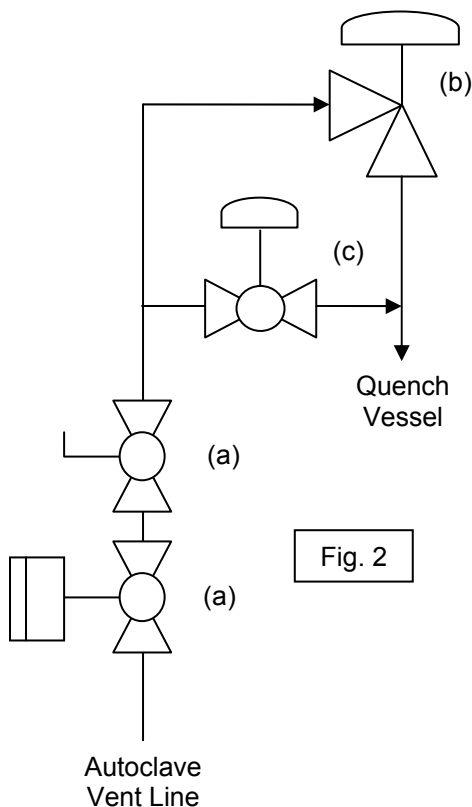 (b)
(c)
Quench
Vessel
(a)
Fig. 2
(a)
Autoclave
Vent Line